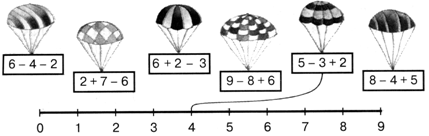 6 – 4 – 2
2 + 7 – 6
6 + 2 – 3
9 – 8 + 6
5 – 3 + 2
8 – 4 + 5
0 1 2 3 4 5 6 7 8 9